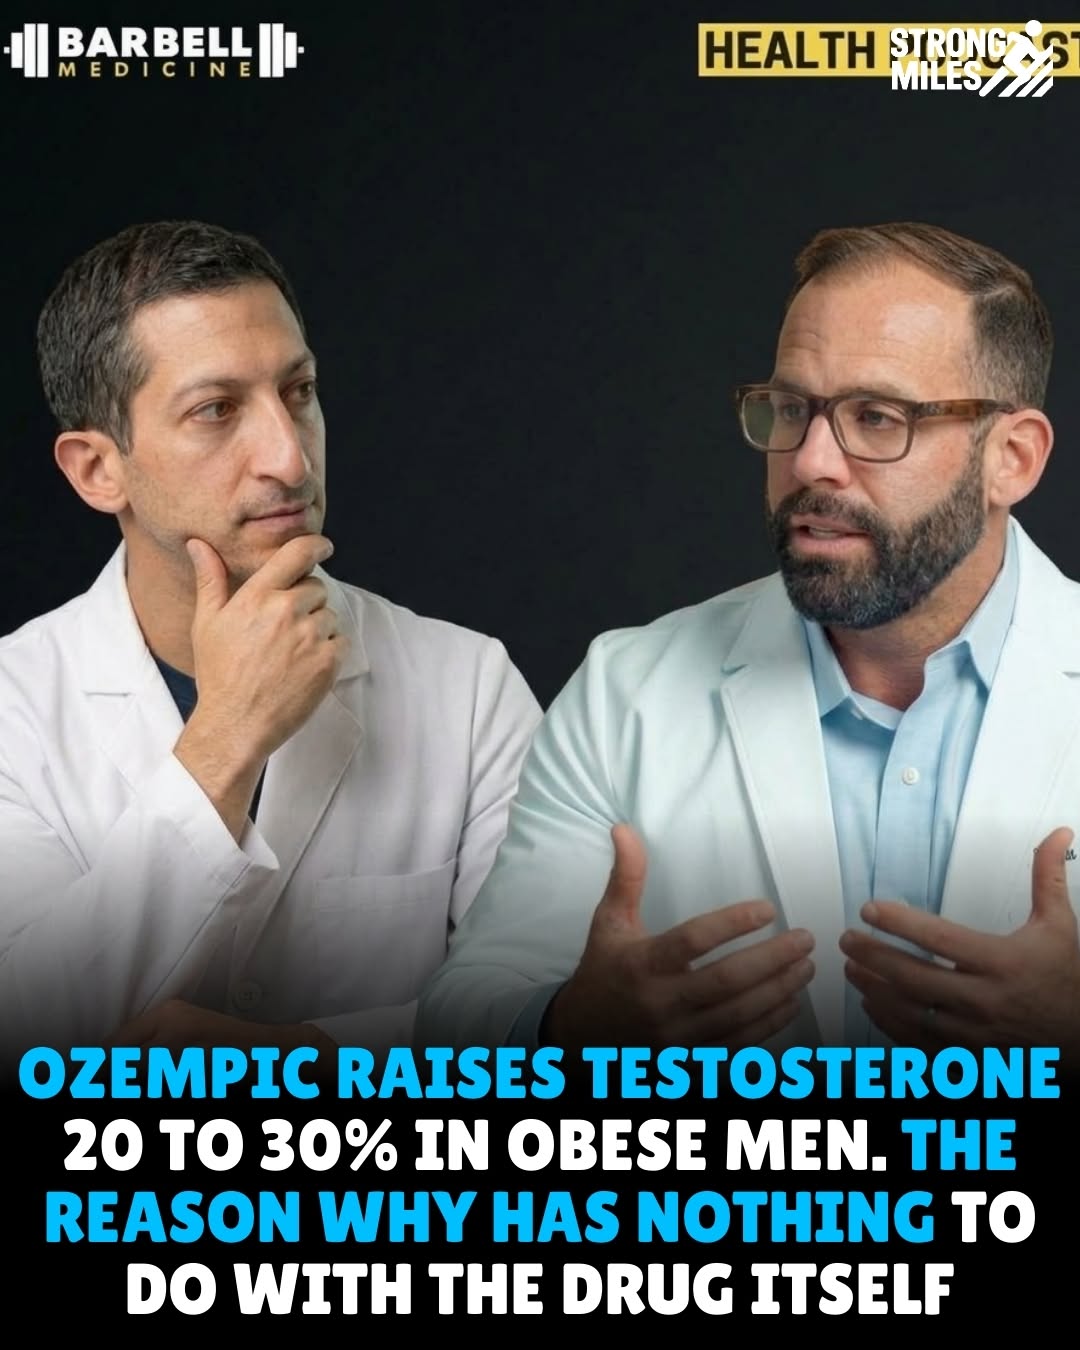 BARBELL
MEDICINE
HEALTH
STRONG
MILES
OZEMPIC RAISES TESTOSTERONE
20 TO 30% IN OBESE MEN. THE
REASON WHY HAS NOTHING TO
DO WITH THE DRUG ITSELF